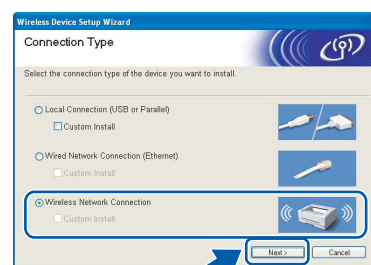 Wireless Device Setup Wizard
Connection Type
Select the connection type of the device you want to install.
Local Connection (USB or Parallel)
Custom Install
Wired Network Connection (Ethernet)
Custom Install
Wireless Network Connection
Custom Install
Next >
Cancel